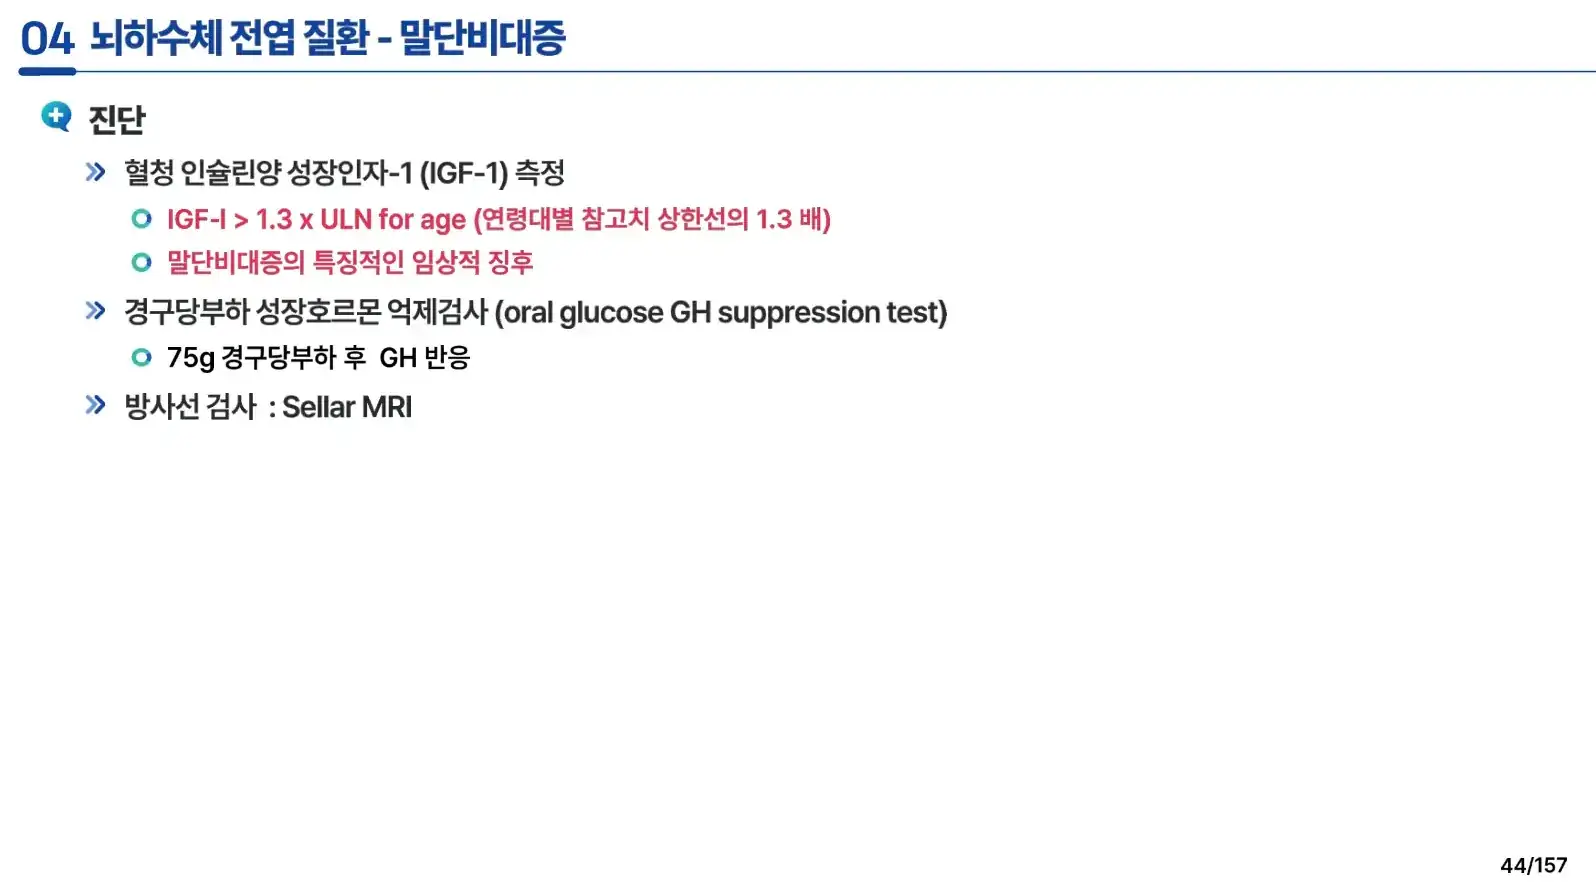 04 뇌하수체 전엽 질환 - 말단비대증
진단
혈청 인슐린양 성장인자-1 (IGF-1) 측정
IGF-I > 1.3 x ULN for age (연령대별 참고치 상한선의 1.3 배)
말단비대증의 특징적인 임상적 징후
경구당부하 성장호르몬 억제검사 (oral glucose GH suppression test)
75g 경구당부하 후 GH 반응
방사선 검사 : Sellar MRI
44/157